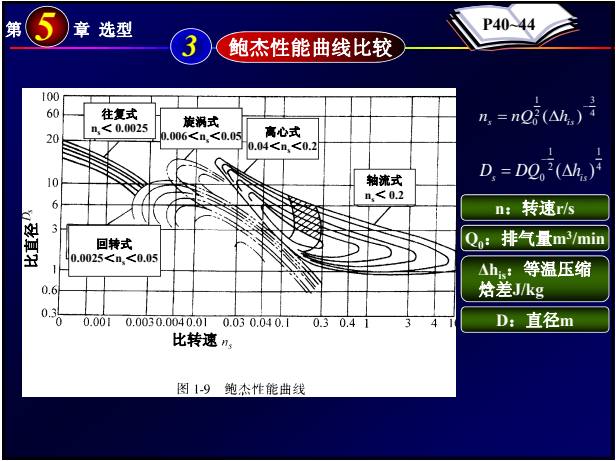 第 5 章 选型
P40~44
3 鲍杰性能曲线比较
往复式
nₛ＜ 0.0025
旋涡式
0.006＜nₛ＜0.05
离心式
0.04＜nₛ＜0.2
轴流式
nₛ＜ 0.2
回转式
0.0025＜nₛ＜0.05
比直径 Dₛ
100
60
20
10
6
3
1
0.6
0.3
0 0.001 0.003 0.004 0.01 0.03 0.04 0.1 0.3 0.4 1 3 4
比转速 nₛ
图 1-9 鲍杰性能曲线
nₛ = nQ₀^{1/2}(Δhᵢₛ)^{-3/4}
Dₛ = DQ₀^{-1/2}(Δhᵢₛ)^{1/4}
n：转速r/s
Q₀：排气量m³/min
Δhᵢₛ：等温压缩
焓差J/kg
D：直径m